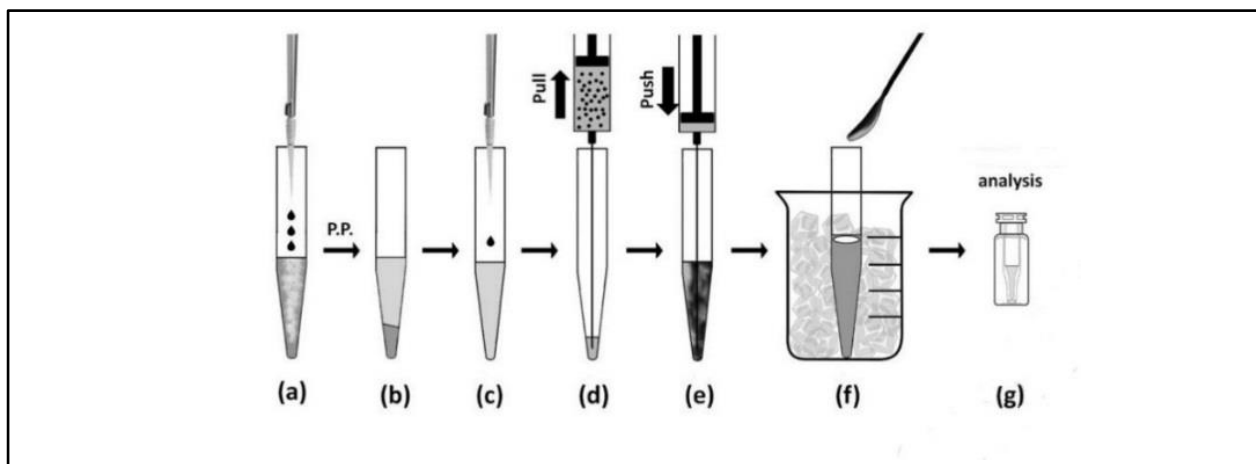 Pull
Push
analysis
P.P.
(a)
(b)
(c)
(d)
(e)
(f)
(g)